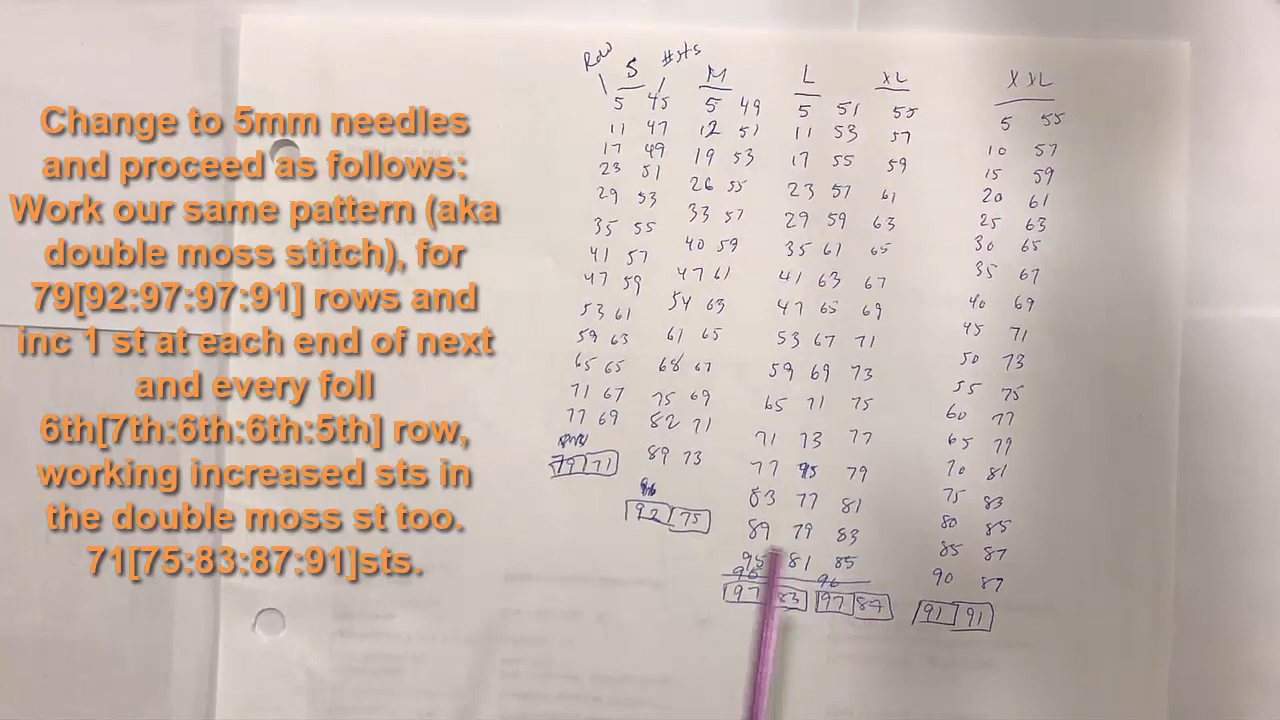 Change to 5mm needles
and proceed as follows:
Work our same pattern (aka
double moss stitch), for
79[92:97:97:91] rows and
inc 1 st at each end of next
and every foll
6th[7th:6th:6th:5th] row,
working increased sts in
the double moss st too.
71[75:83:87:91]sts.
Row #sts
S M L XL XXL
5 45 5 49 5 51 55 5 55
11 47 12 51 11 53 57 10 57
17 49 19 53 17 55 59 15 59
23 51 26 55 23 57 61 20 61
29 53 33 57 29 59 63 25 63
35 55 40 59 35 61 65 30 65
41 57 47 61 41 63 67 35 67
47 59 54 63 47 65 69 40 69
53 61 61 65 53 67 71 45 71
59 63 68 67 59 69 73 50 73
65 65 75 69 65 71 75 55 75
71 67 82 71 71 73 77 60 77
77 69 89 73 77 79 65 79
79 71 83 77 81 70 81
92 75 89 79 83 75 83
95 81 85 80 85
96 96 85 87
97 83 97 87 90 87
91 91